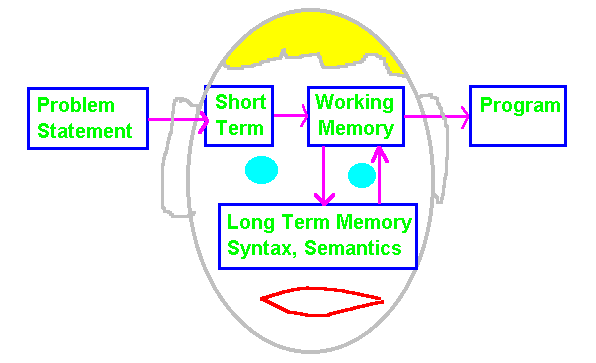 Problem
Statement
Short
Term
Working
Memory
Program
Long Term Memory
Syntax, Semantics